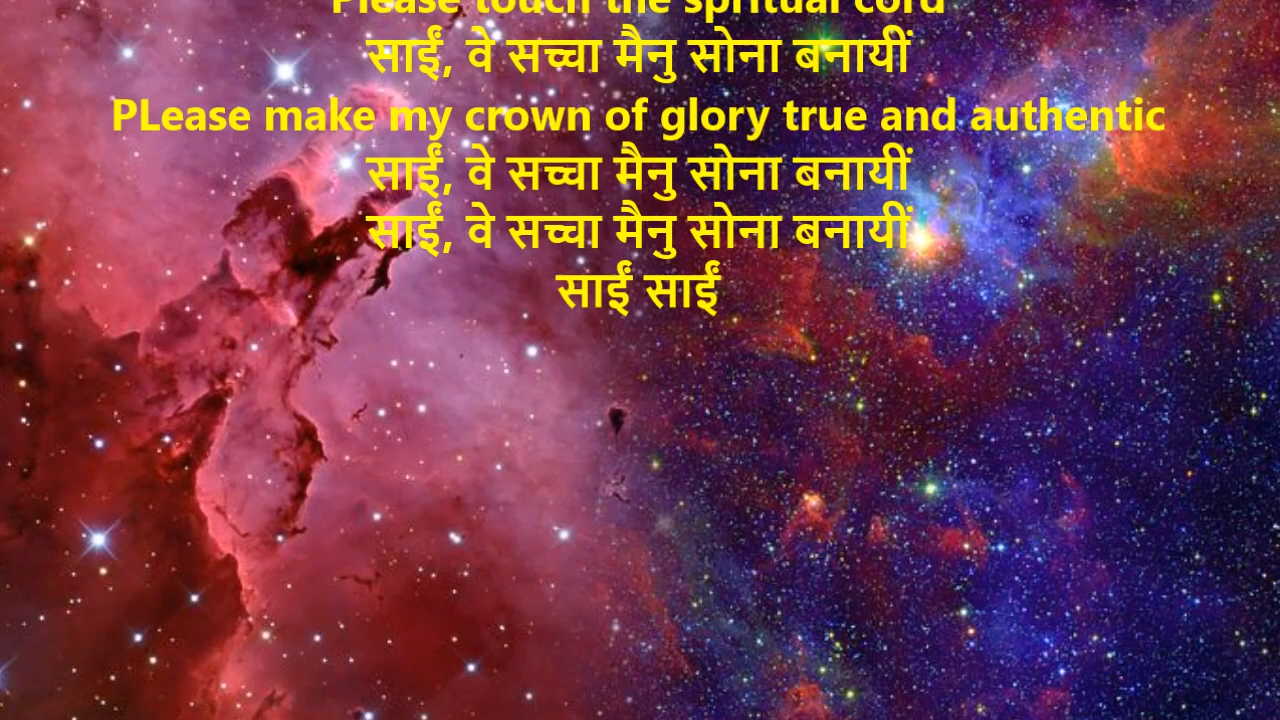 Please touch the spritual cord
साईं, वे सच्चा मैनु सोना बनायीं
PLease make my crown of glory true and authentic
साईं, वे सच्चा मैनु सोना बनायीं
साईं, वे सच्चा मैनु सोना बनायीं
साईं साईं